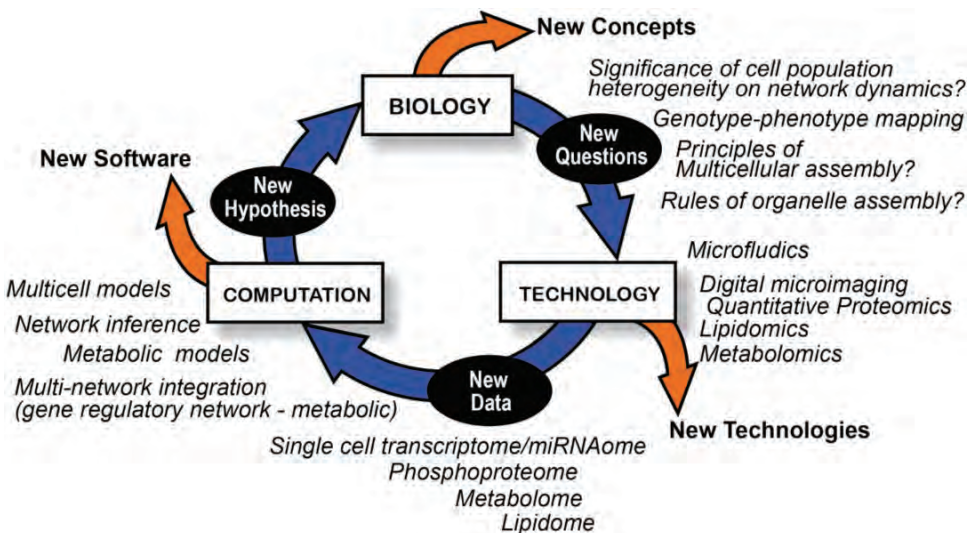 New Concepts
BIOLOGY
Significance of cell population
heterogeneity on network dynamics?
Genotype-phenotype mapping
New
Questions
Principles of
Multicellular assembly?
Rules of organelle assembly?
New Software
New
Hypothesis
Microfludics
TECHNOLOGY
Digital microimaging
Quantitative Proteomics
Lipidomics
Metabolomics
New Technologies
COMPUTATION
Multicell models
Network inference
Metabolic models
Multi-network integration
(gene regulatory network - metabolic)
New
Data
Single cell transcriptome/miRNAome
Phosphoproteome
Metabolome
Lipidome